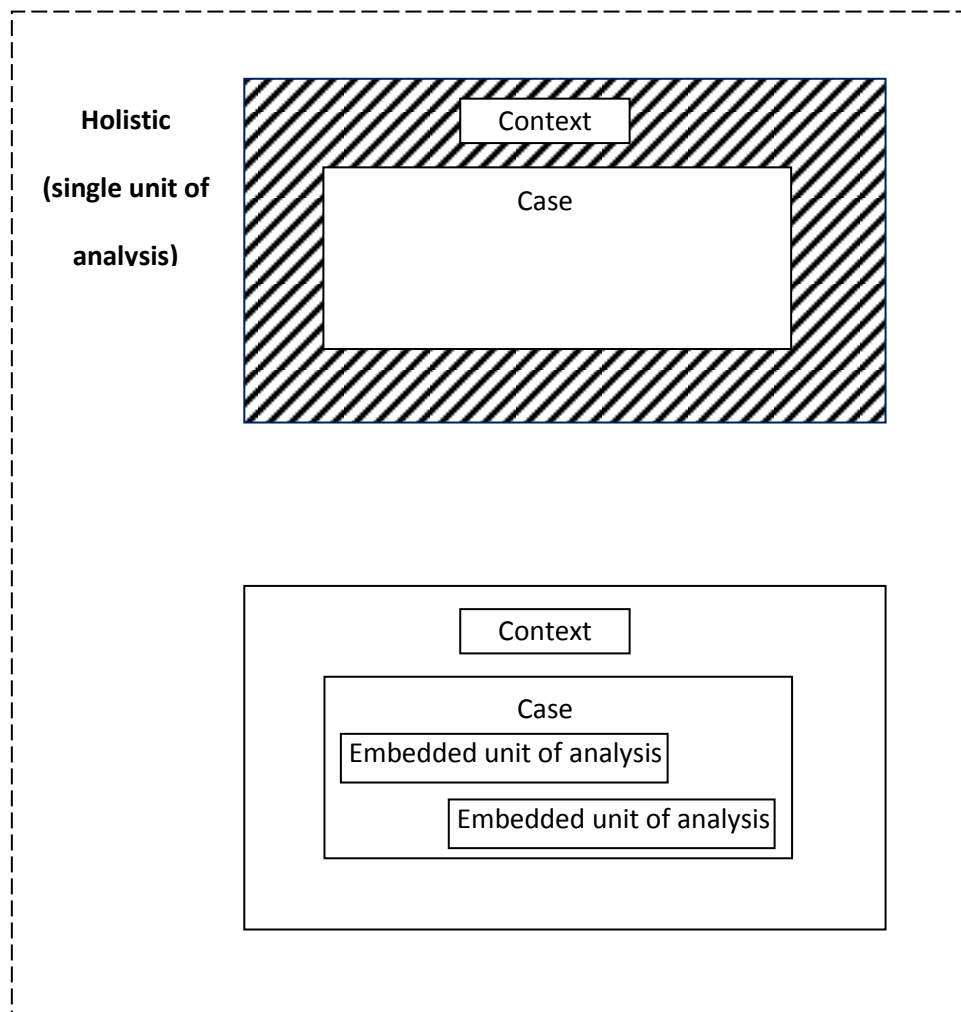 Holistic
(single unit of
analysis)
Context
Case
Context
Case
Embedded unit of analysis
Embedded unit of analysis